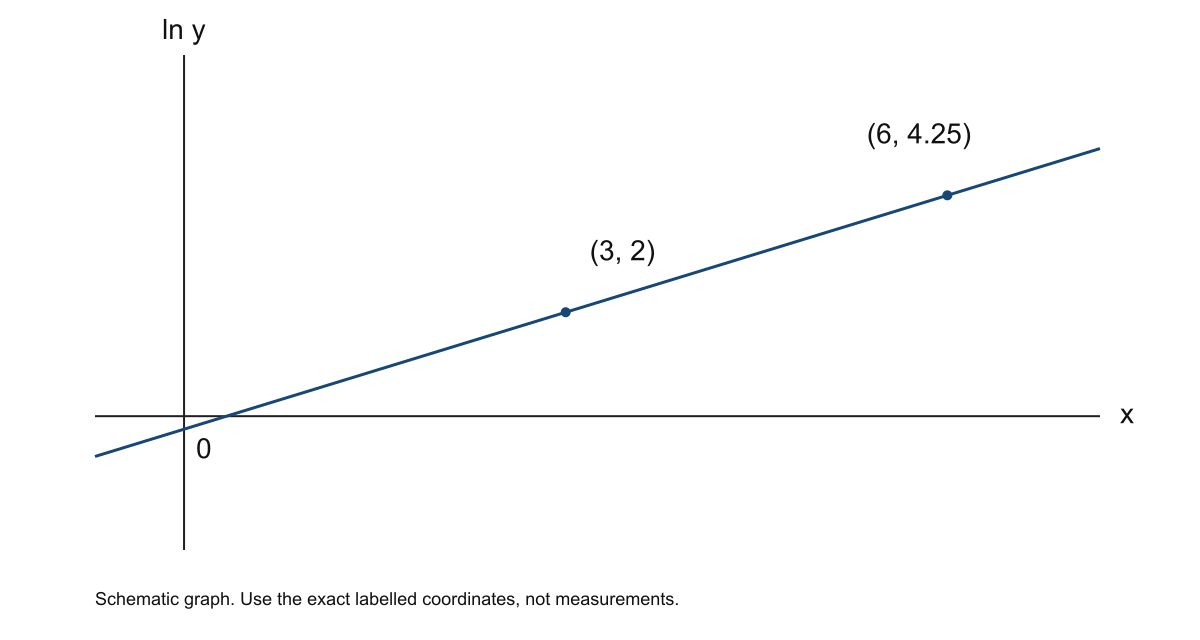 ln y
(6, 4.25)
(3, 2)
x
0
Schematic graph. Use the exact labelled coordinates, not measurements.